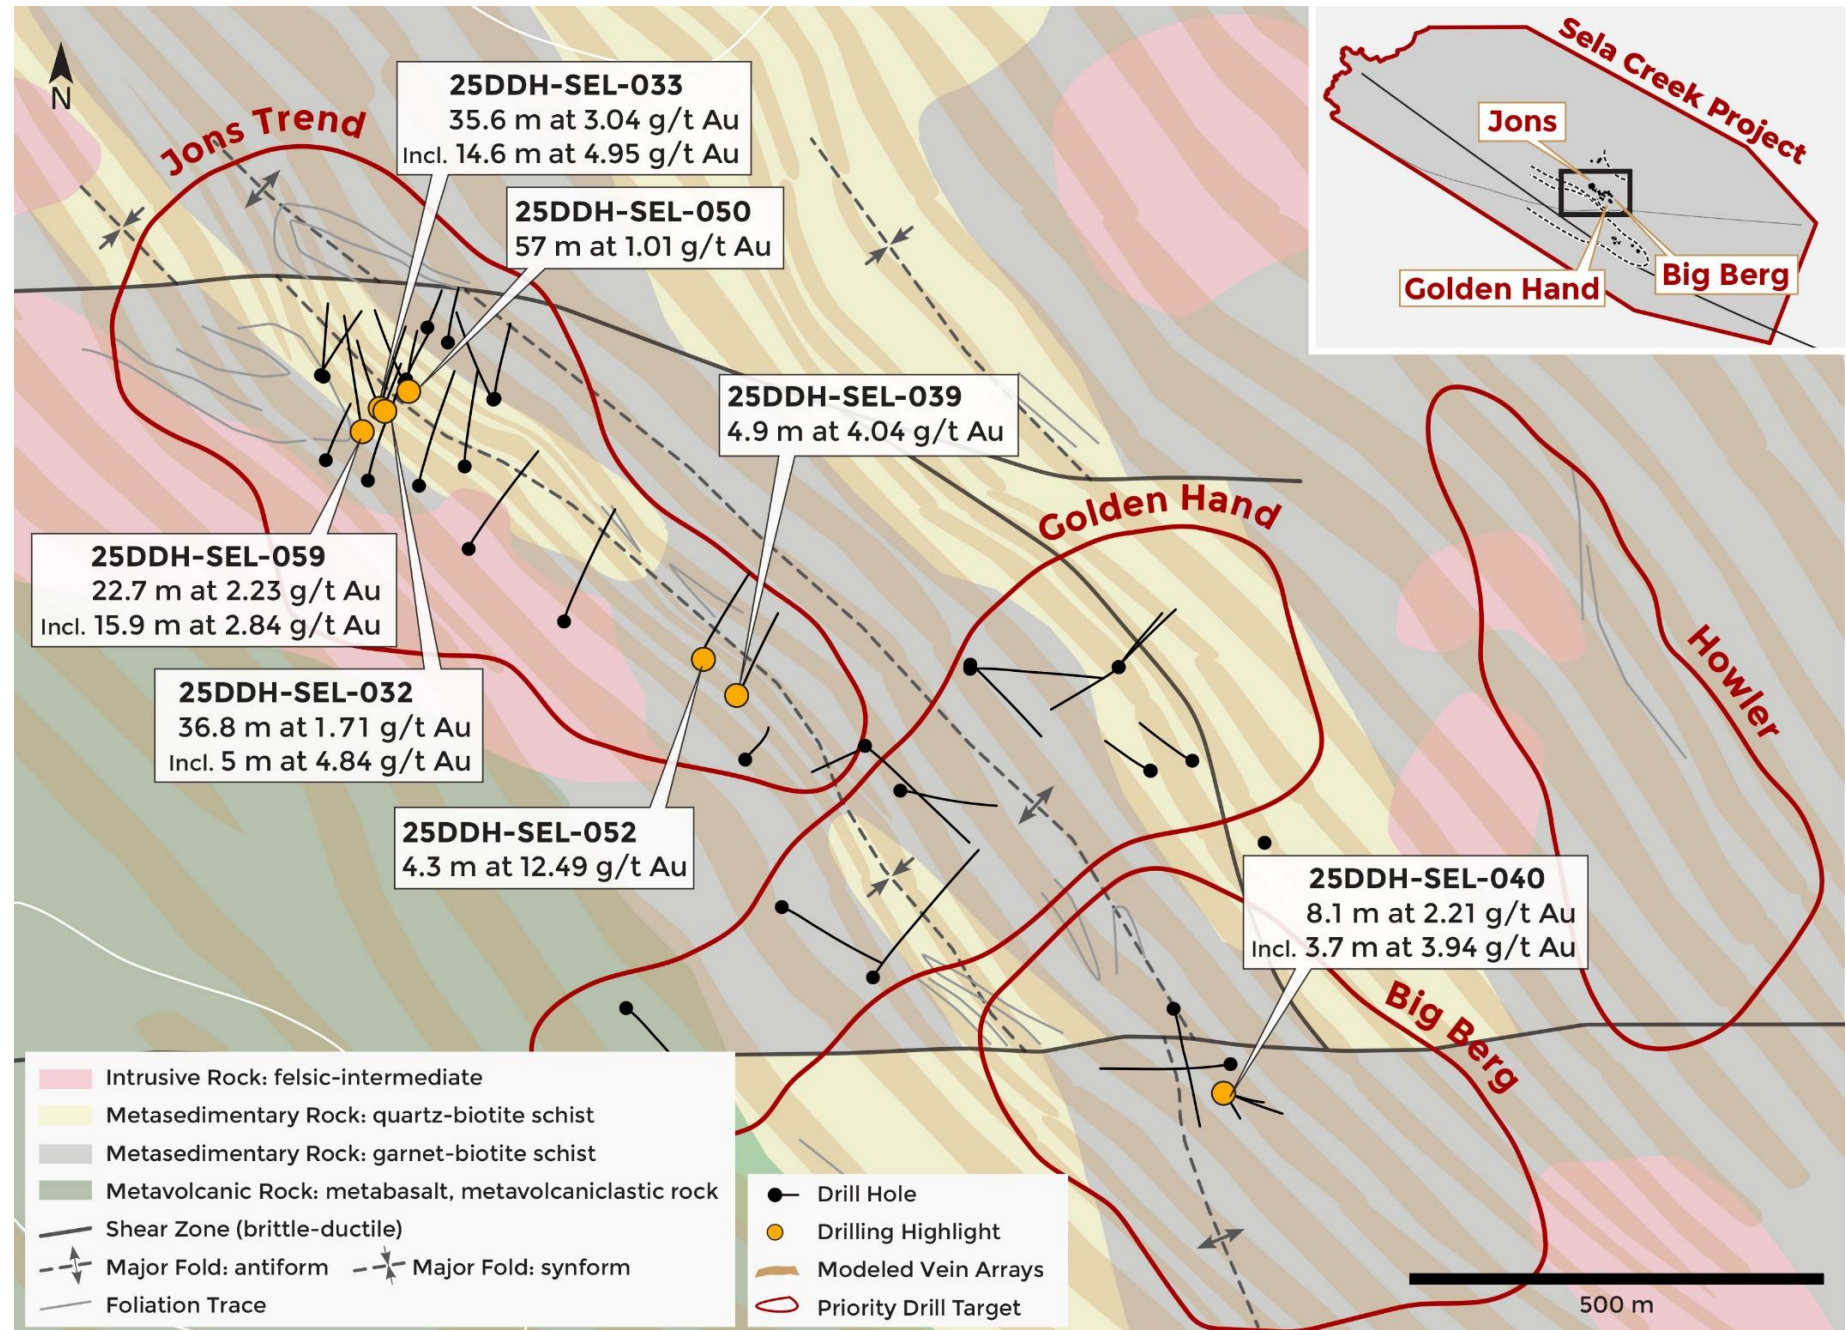 N
Jons Trend
25DDH-SEL-033
35.6 m at 3.04 g/t Au
Incl. 14.6 m at 4.95 g/t Au
25DDH-SEL-050
57 m at 1.01 g/t Au
Sela Creek Project
Jons
Golden Hand
Big Berg
25DDH-SEL-039
4.9 m at 4.04 g/t Au
Golden Hand
25DDH-SEL-059
22.7 m at 2.23 g/t Au
Incl. 15.9 m at 2.84 g/t Au
Howler
25DDH-SEL-032
36.8 m at 1.71 g/t Au
Incl. 5 m at 4.84 g/t Au
25DDH-SEL-052
4.3 m at 12.49 g/t Au
25DDH-SEL-040
8.1 m at 2.21 g/t Au
Incl. 3.7 m at 3.94 g/t Au
Big Berg
Intrusive Rock: felsic-intermediate
Metasedimentary Rock: quartz-biotite schist
Metasedimentary Rock: garnet-biotite schist
Metavolcanic Rock: metabasalt, metavolcaniclastic rock
Shear Zone (brittle-ductile)
Major Fold: antiform
Major Fold: synform
Foliation Trace
Drill Hole
Drilling Highlight
Modeled Vein Arrays
Priority Drill Target
500 m